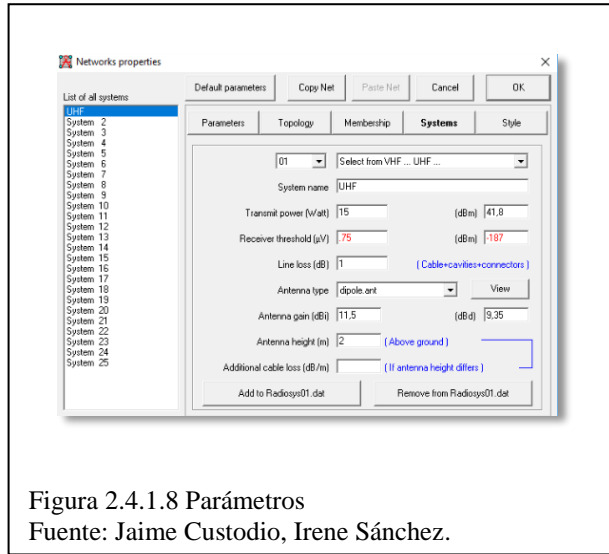 Networks properties
Default parameters Copy Net Paste Net Cancel OK
List of all systems
UHF
System 2
System 3
System 4
System 5
System 6
System 7
System 8
System 9
System 10
System 11
System 12
System 13
System 14
System 15
System 16
System 17
System 18
System 19
System 20
System 21
System 22
System 23
System 24
System 25
Parameters Topology Membership Systems Style
01 Select from VHF ... UHF ...
System name UHF
Transmit power (Watt) 15 (dBm) 41,8
Receiver threshold (µV) .75 (dBm) -187
Line loss (dB) 1 ( Cable+cavities+connectors )
Antenna type dipole.ant View
Antenna gain (dBi) 11,5 (dBd) 9,35
Antenna height (m) 2 ( Above ground )
Additional cable loss (dB/m) ( If antenna height differs )
Add to Radiosys01.dat Remove from Radiosys01.dat
Figura 2.4.1.8 Parámetros
Fuente: Jaime Custodio, Irene Sánchez.